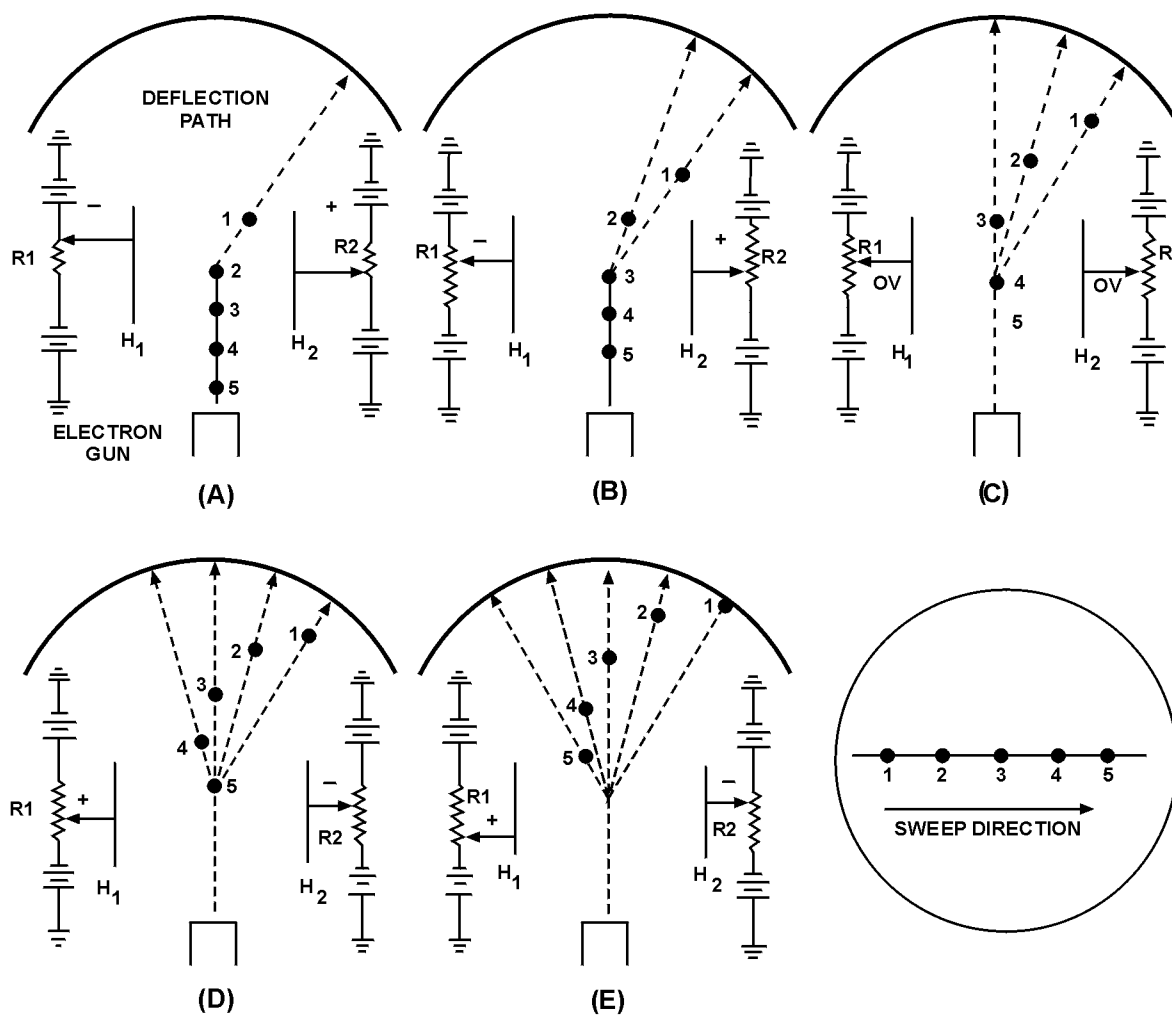 DEFLECTION
PATH
−
R1
H1
+
R2
H2
1
2
3
4
5
ELECTRON
GUN
(A)
R1
−
H1
1
2
3
4
5
+
R2
H2
(B)
R1
OV
H1
1
2
3
4
5
R
OV
H2
(C)
R1
+
H1
1
2
3
4
5
−
R2
H2
(D)
R1
+
H1
1
2
3
4
5
−
R2
H2
(E)
1 2 3 4 5
SWEEP DIRECTION